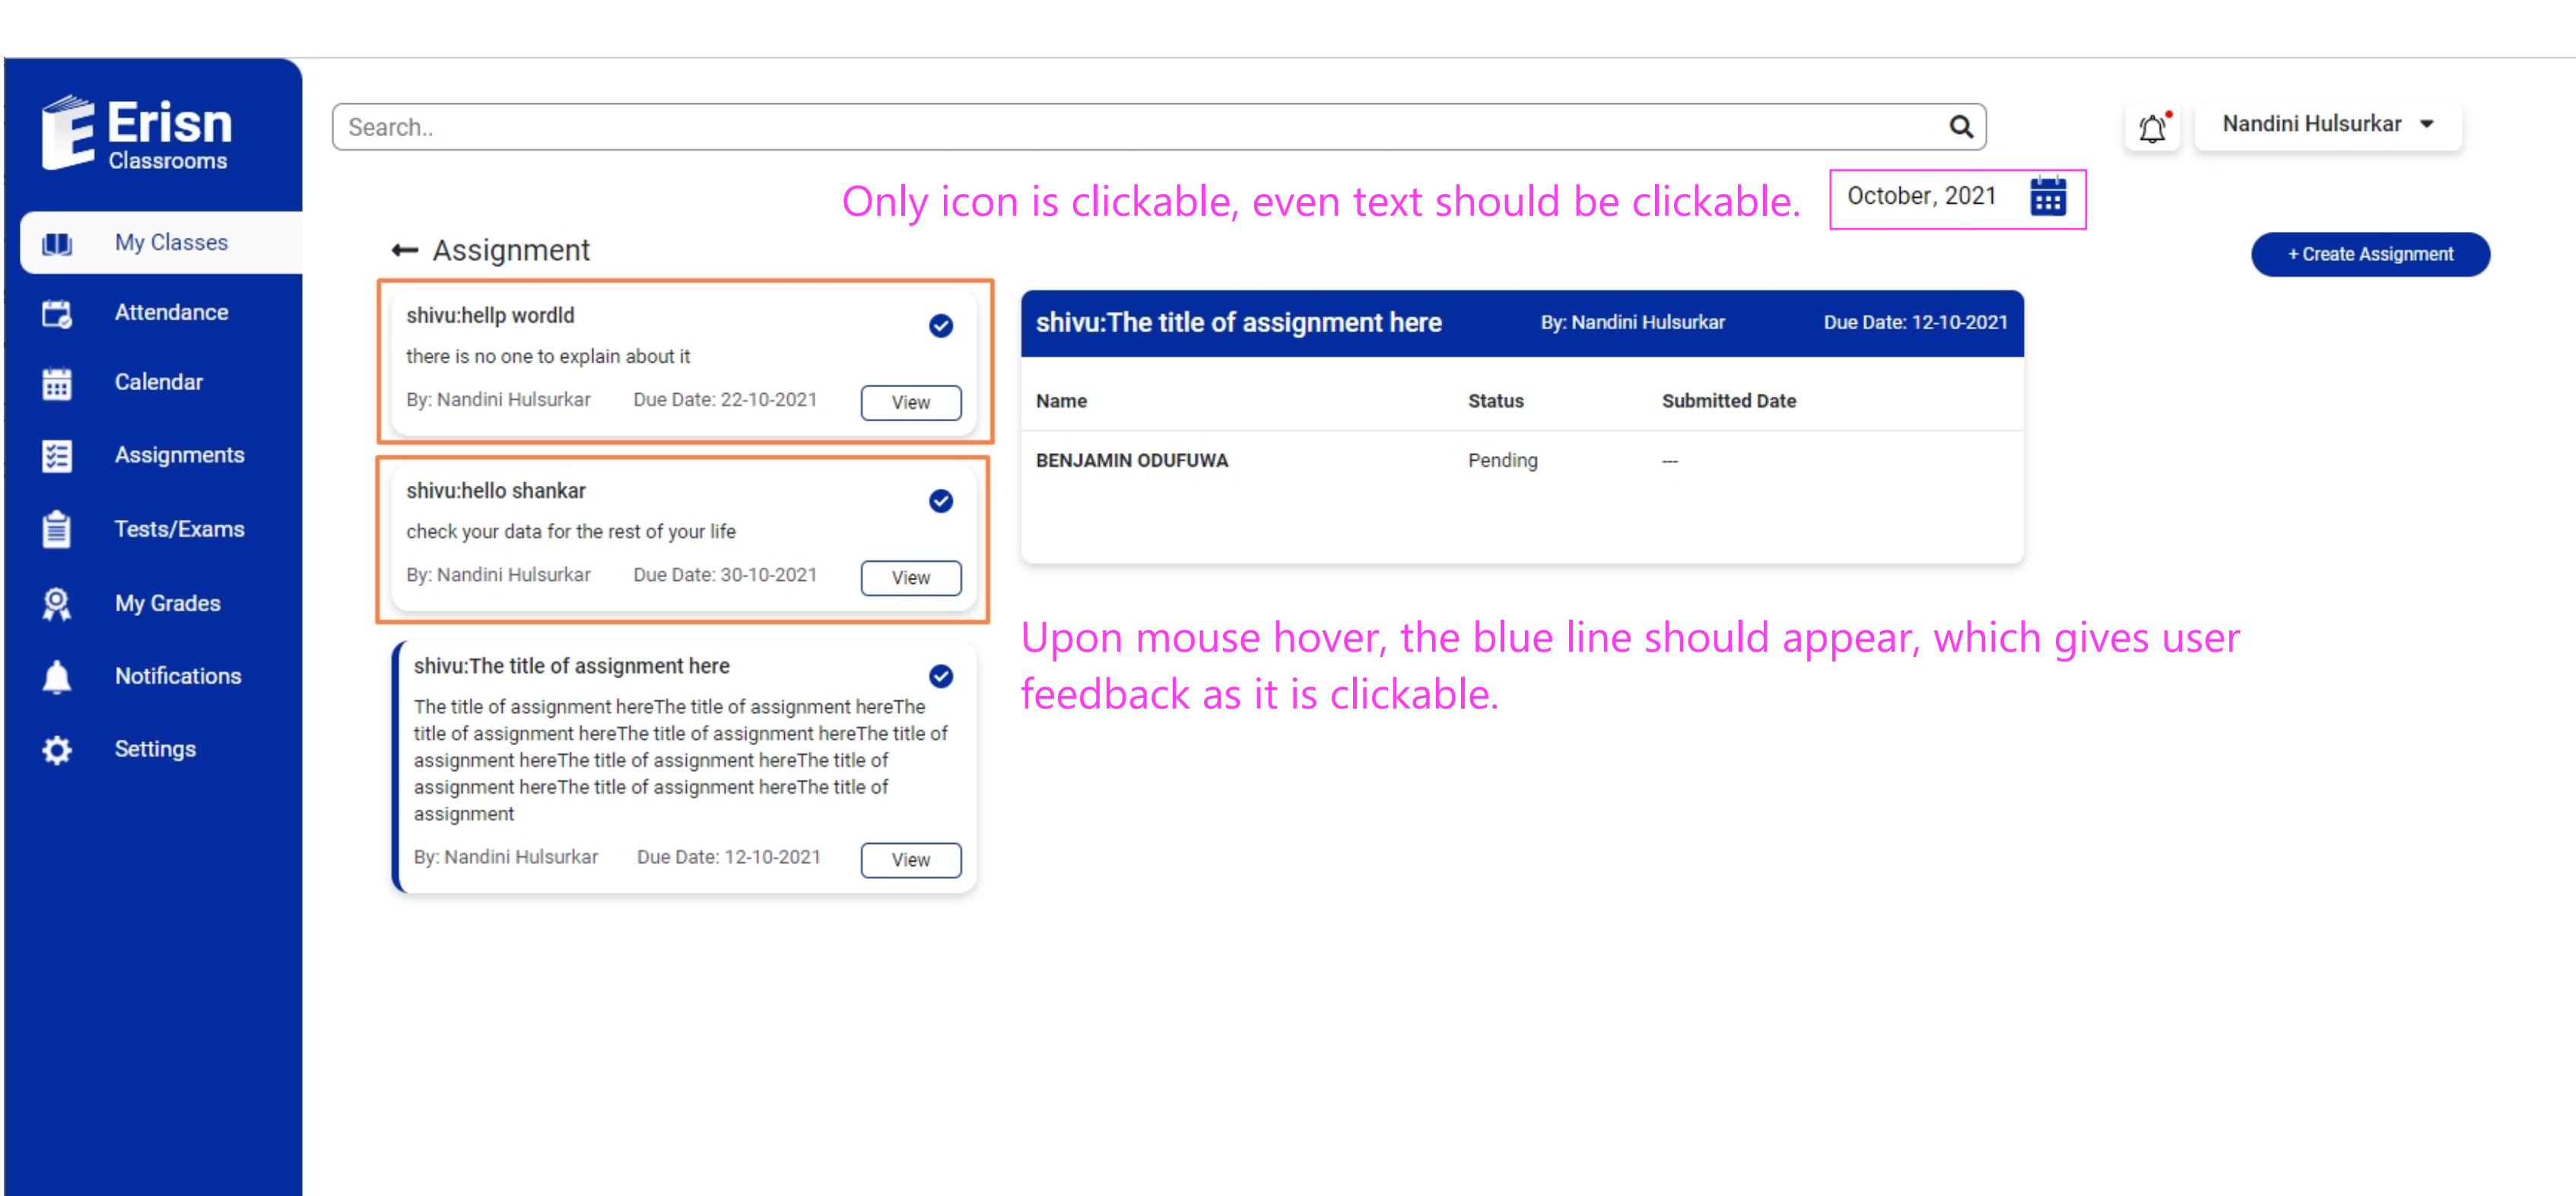 Erisn
Classrooms
My Classes
Attendance
Calendar
Assignments
Tests/Exams
My Grades
Notifications
Settings
Search..
Nandini Hulsurkar
Only icon is clickable, even text should be clickable.
October, 2021
Assignment
+ Create Assignment
shivu:hellp wordld
there is no one to explain about it
By: Nandini Hulsurkar Due Date: 22-10-2021 View
shivu:hello shankar
check your data for the rest of your life
By: Nandini Hulsurkar Due Date: 30-10-2021 View
shivu:The title of assignment here
The title of assignment hereThe title of assignment hereThe
title of assignment hereThe title of assignment hereThe title of
assignment hereThe title of assignment hereThe title of
assignment hereThe title of assignment hereThe title of
assignment
By: Nandini Hulsurkar Due Date: 12-10-2021 View
shivu:The title of assignment here By: Nandini Hulsurkar Due Date: 12-10-2021
Name Status Submitted Date
BENJAMIN ODUFUWA Pending ---
Upon mouse hover, the blue line should appear, which gives user
feedback as it is clickable.